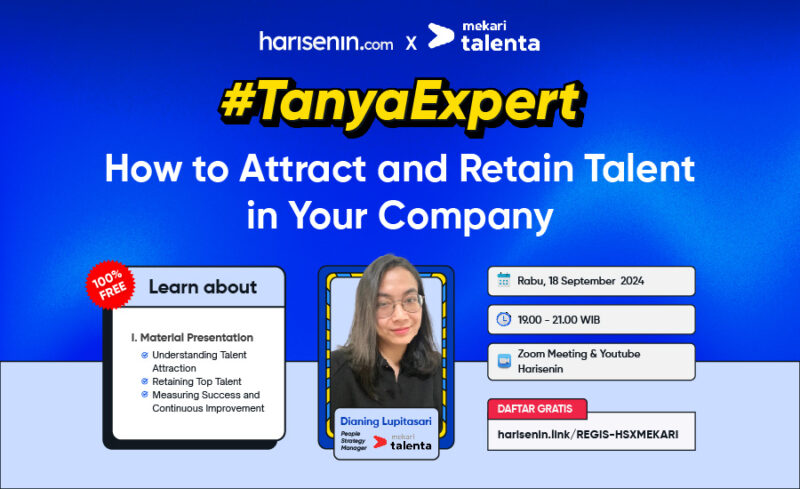 harisenin.com x mekari talenta
#TanyaExpert
How to Attract and Retain Talent
in Your Company
100% FREE
Learn about
I. Material Presentation
Understanding Talent
Attraction
Retaining Top Talent
Measuring Success and
Continuous Improvement
Dianing Lupitasari
People
Strategy
Manager
mekari
talenta
Rabu, 18 September 2024
19.00 - 21.00 WIB
Zoom Meeting & Youtube
Harisenin
DAFTAR GRATIS
harisenin.link/REGIS-HSXMEKARI